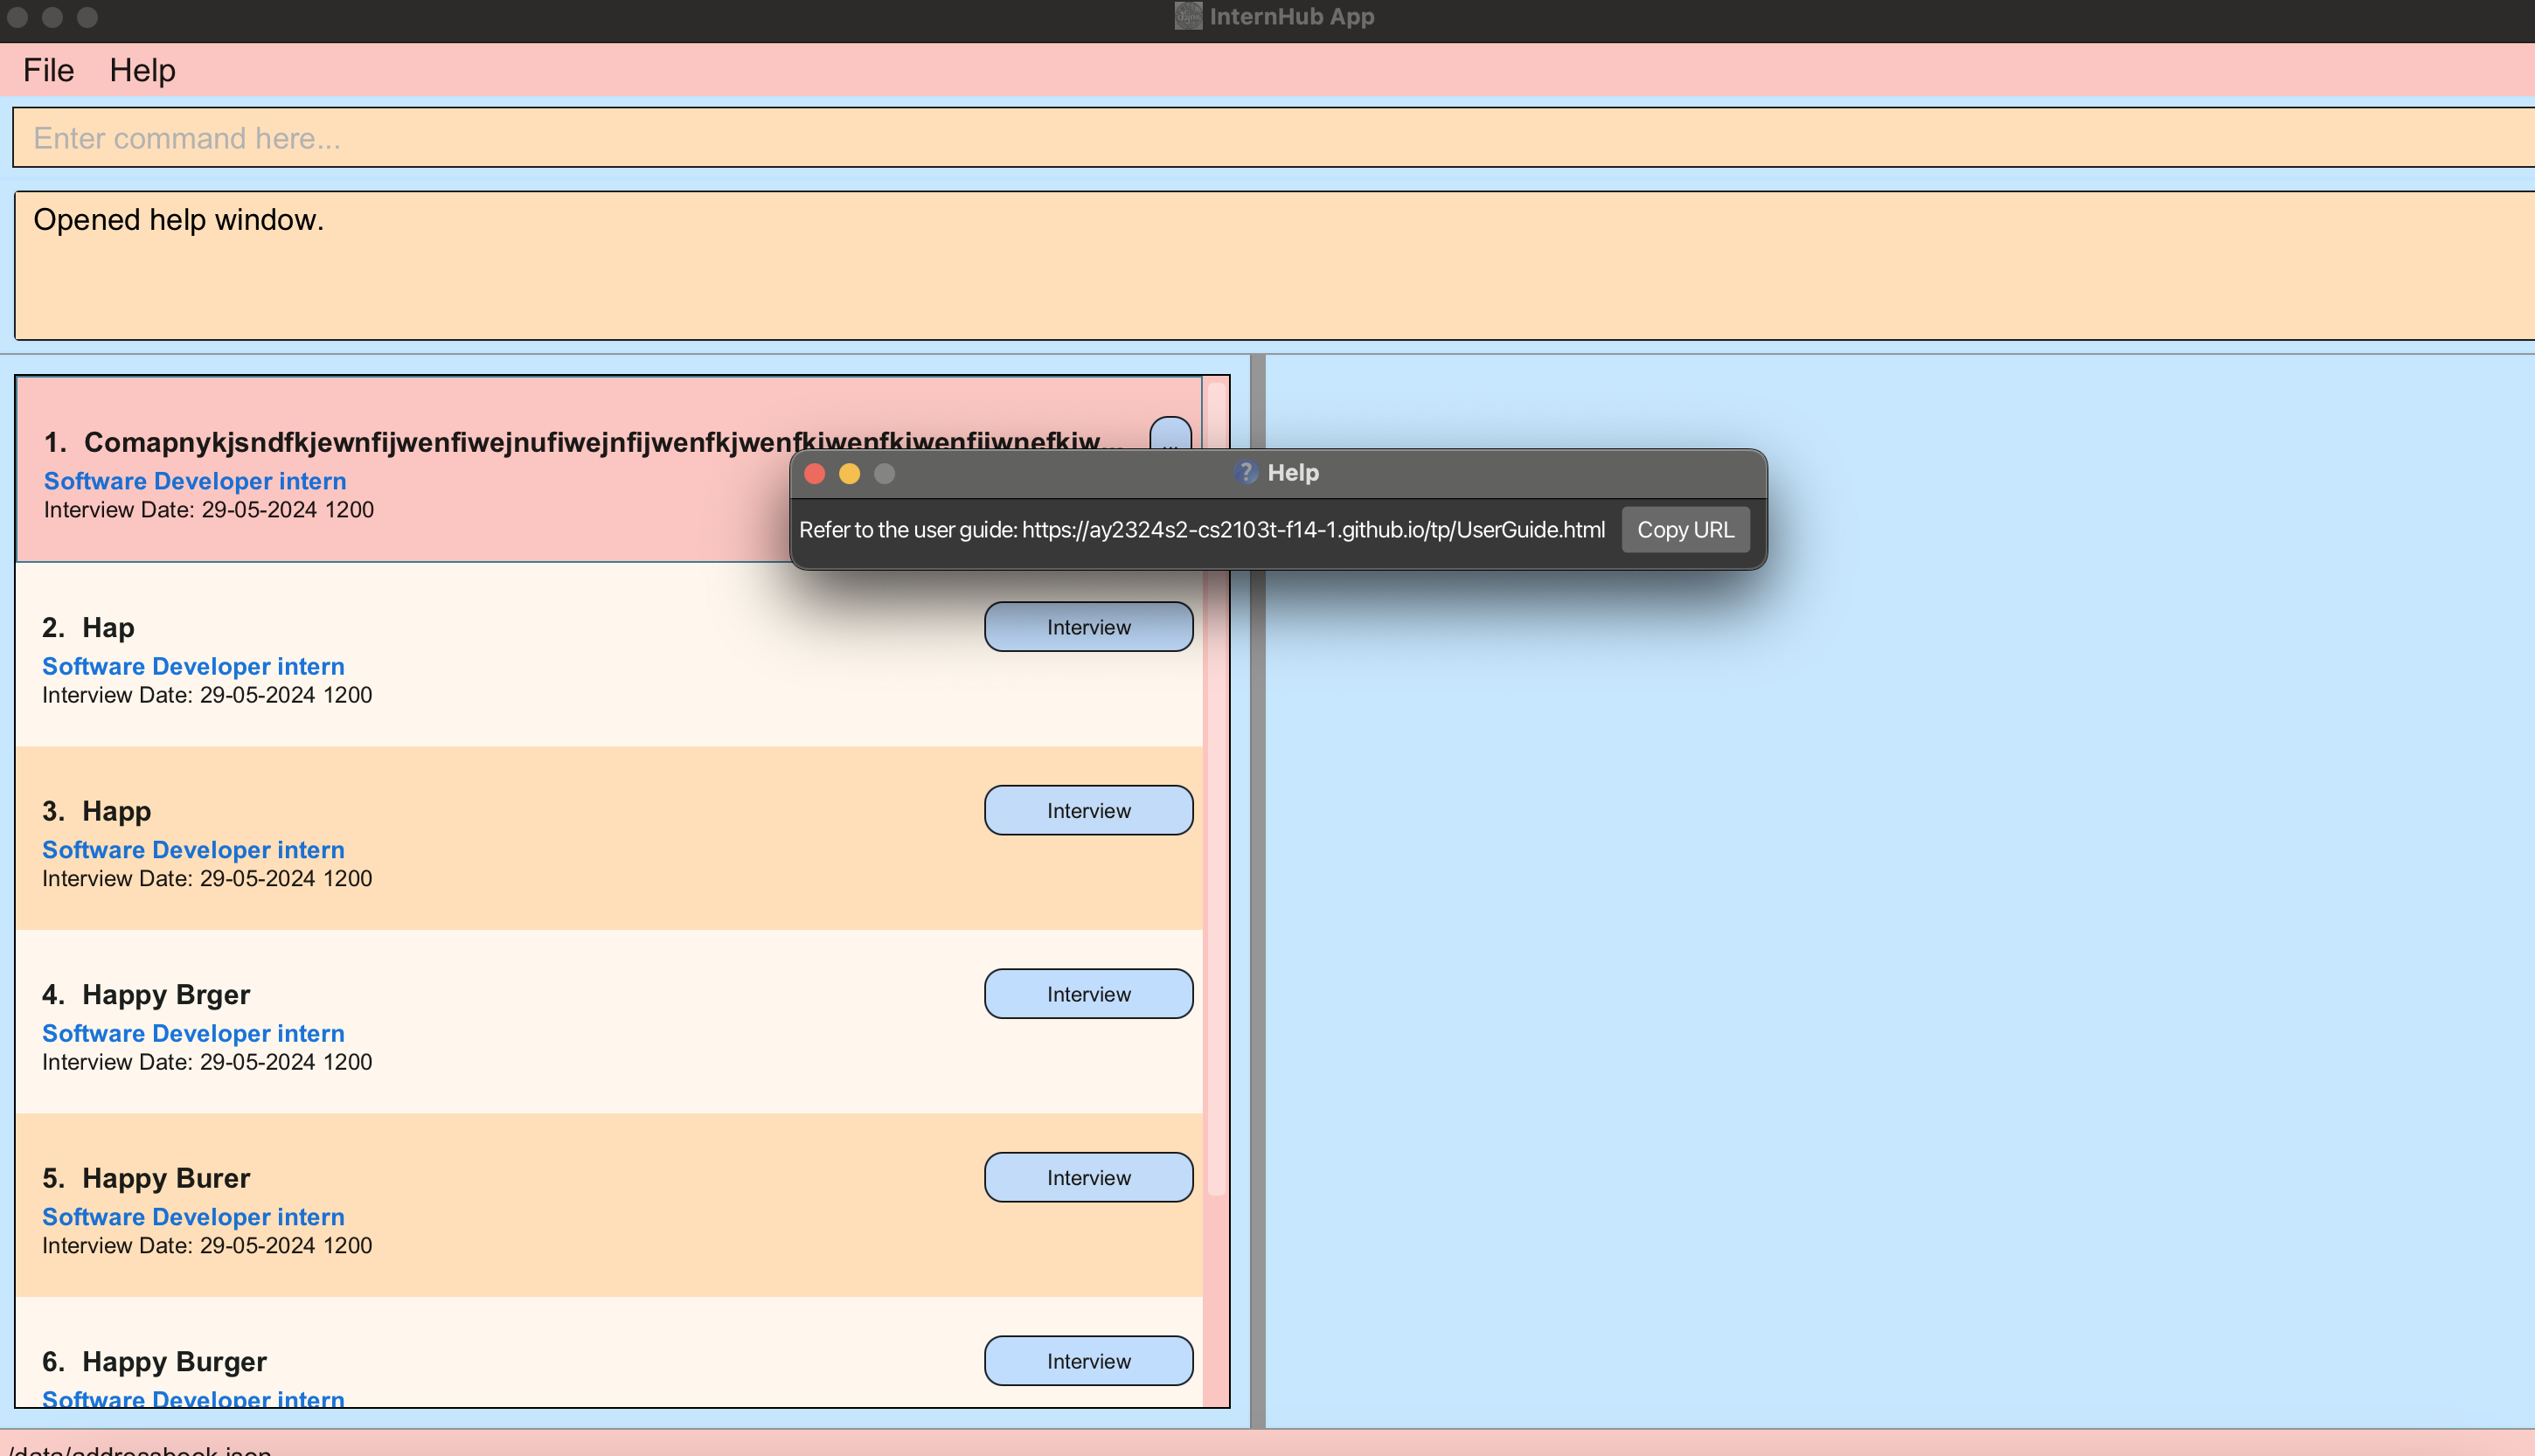 InternHub App
File Help
Enter command here...
Opened help window.
1. Comapnykjsndfkjewnfijwenfiwejnufiwejnfijwenfkjwenfkjwenfkjwenfijwnefkjw...
...
Software Developer intern
Interview Date: 29-05-2024 1200
Help
Refer to the user guide: https://ay2324s2-cs2103t-f14-1.github.io/tp/UserGuide.html Copy URL
2. Hap Interview
Software Developer intern
Interview Date: 29-05-2024 1200
3. Happ Interview
Software Developer intern
Interview Date: 29-05-2024 1200
4. Happy Brger Interview
Software Developer intern
Interview Date: 29-05-2024 1200
5. Happy Burer Interview
Software Developer intern
Interview Date: 29-05-2024 1200
6. Happy Burger Interview
Software Developer intern
/data/addressbook.json